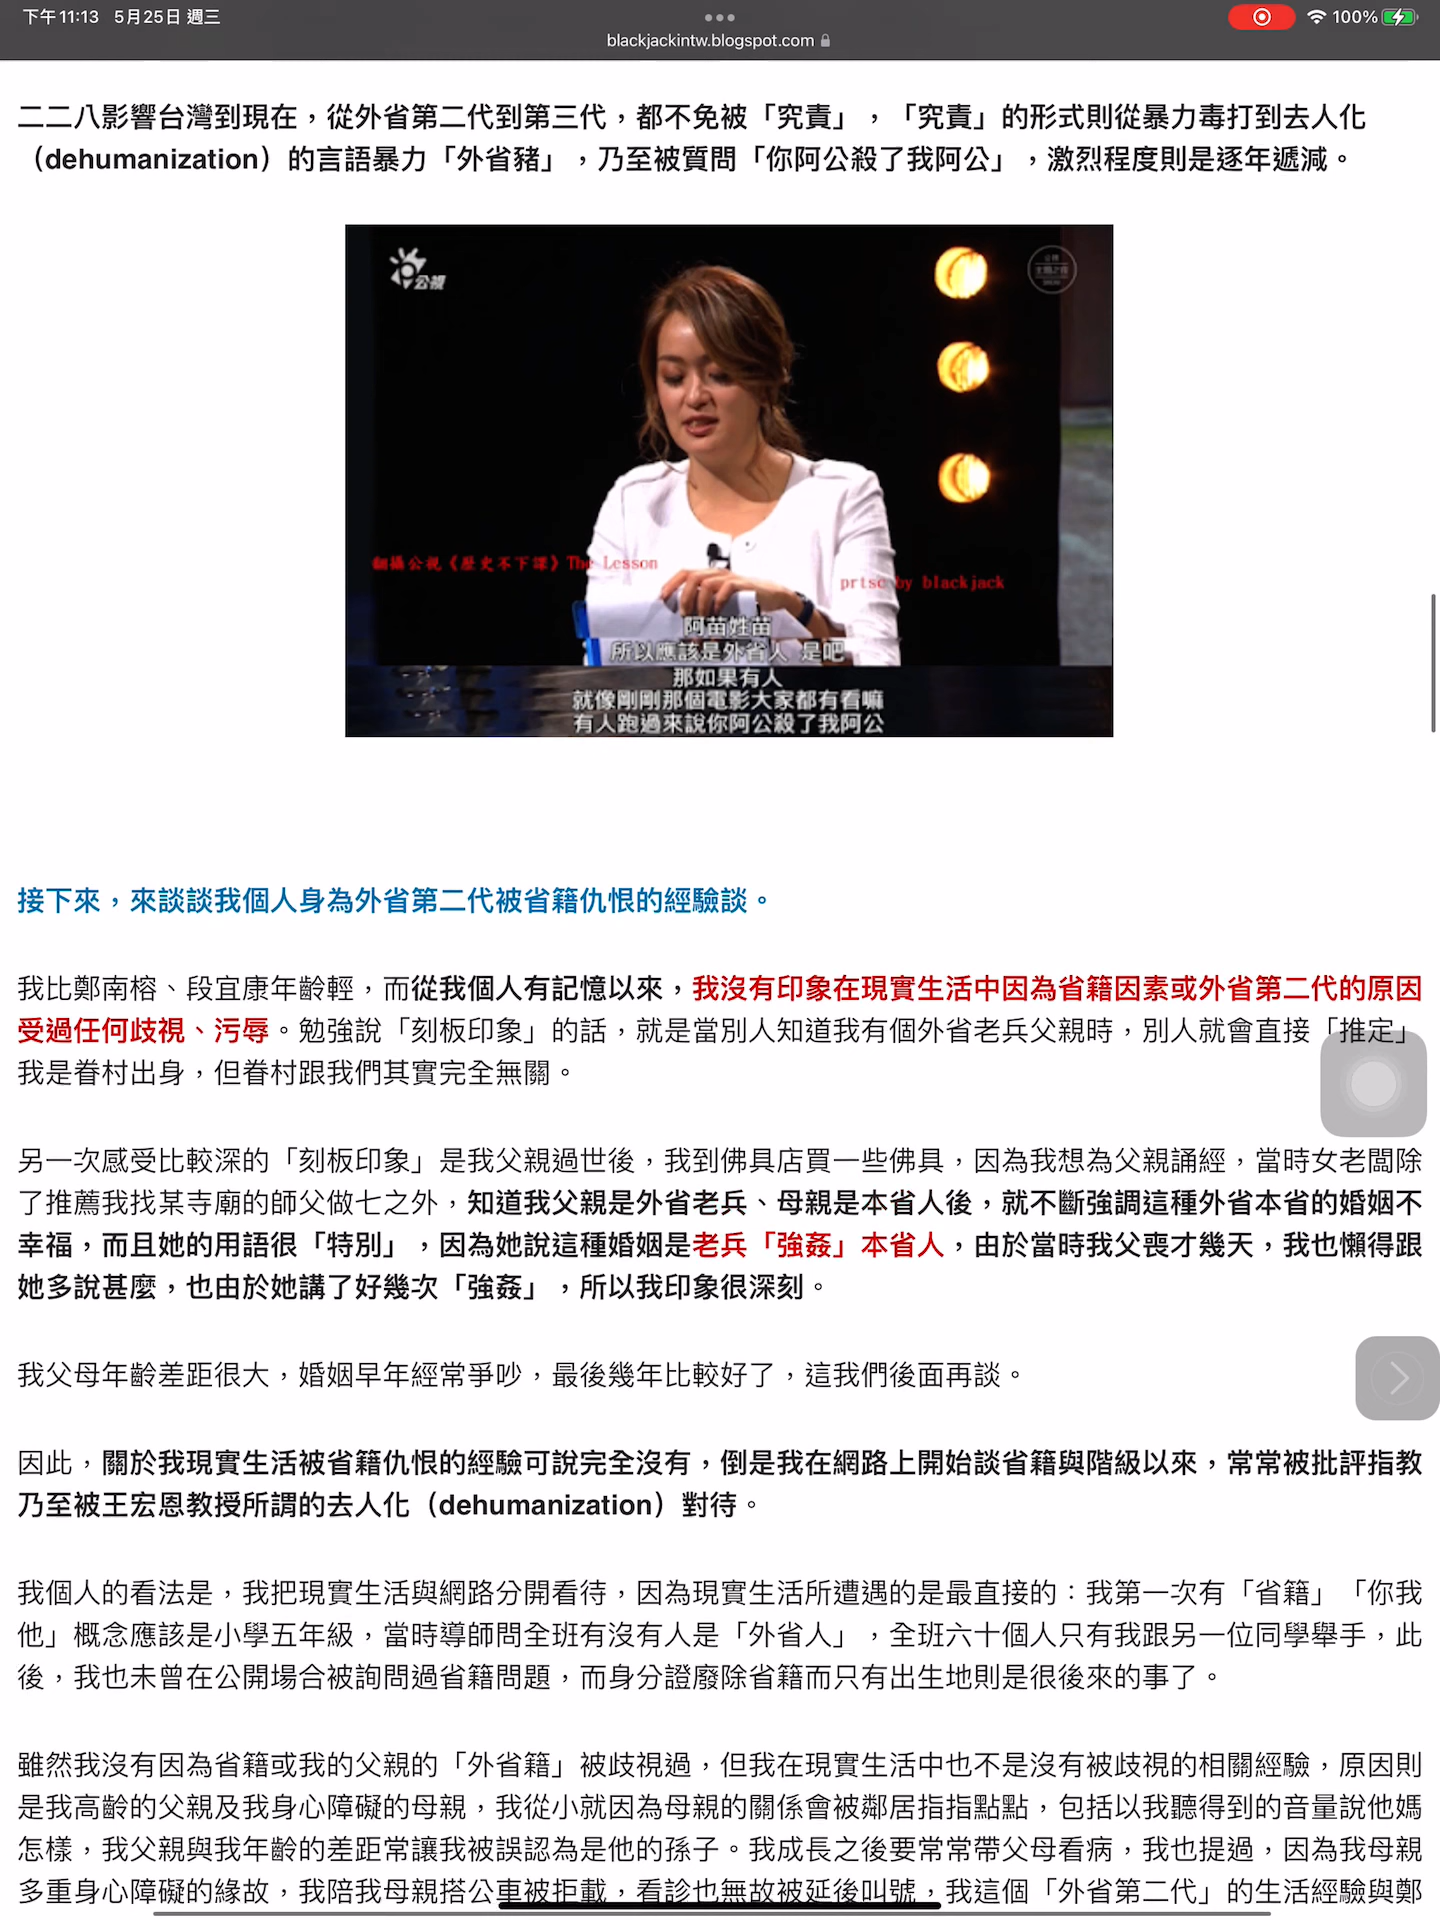 下午11:13 5月25日 週三
100%
blackjackintw.blogspot.com
二二八影響台灣到現在，從外省第二代到第三代，都不免被「究責」，「究責」的形式則從暴力毒打到去人化
（dehumanization）的言語暴力「外省豬」，乃至被質問「你阿公殺了我阿公」，激烈程度則是逐年遞減。
公視
翻攝公視《歷史不下課》The Lesson
prtsc by blackjack
阿苗姓苗
所以應該是外省人 是吧
那如果有人
就像剛剛那個電影大家都有看嘛
有人跑過來說你阿公殺了我阿公
接下來，來談談我個人身為外省第二代被省籍仇恨的經驗談。
我比鄭南榕、段宜康年齡輕，而從我個人有記憶以來，我沒有印象在現實生活中因為省籍因素或外省第二代的原因
受過任何歧視、污辱。勉強說「刻板印象」的話，就是當別人知道我有個外省老兵父親時，別人就會直接「推定」
我是眷村出身，但眷村跟我們其實完全無關。
另一次感受比較深的「刻板印象」是我父親過世後，我到佛具店買一些佛具，因為我想為父親誦經，當時女老闆除
了推薦我找某寺廟的師父做七之外，知道我父親是外省老兵、母親是本省人後，就不斷強調這種外省本省的婚姻不
幸福，而且她的用語很「特別」，因為她說這種婚姻是老兵「強姦」本省人，由於當時我父喪才幾天，我也懶得跟
她多說甚麼，也由於她講了好幾次「強姦」，所以我印象很深刻。
我父母年齡差距很大，婚姻早年經常爭吵，最後幾年比較好了，這我們後面再談。
因此，關於我現實生活被省籍仇恨的經驗可說完全沒有，倒是我在網路上開始談省籍與階級以來，常常被批評指教
乃至被王宏恩教授所謂的去人化（dehumanization）對待。
我個人的看法是，我把現實生活與網路分開看待，因為現實生活所遭遇的是最直接的：我第一次有「省籍」「你我
他」概念應該是小學五年級，當時導師問全班有沒有人是「外省人」，全班六十個人只有我跟另一位同學舉手，此
後，我也未曾在公開場合被詢問過省籍問題，而身分證廢除省籍而只有出生地則是很後來的事了。
雖然我沒有因為省籍或我的父親的「外省籍」被歧視過，但我在現實生活中也不是沒有被歧視的相關經驗，原因則
是我高齡的父親及我身心障礙的母親，我從小就因為母親的關係會被鄰居指指點點，包括以我聽得到的音量說他媽
怎樣，我父親與我年齡的差距常讓我被誤認為是他的孫子。我成長之後要常常帶父母看病，我也提過，因為我母親
多重身心障礙的緣故，我陪我母親搭公車被拒載，看診也無故被延後叫號，我這個「外省第二代」的生活經驗與鄭